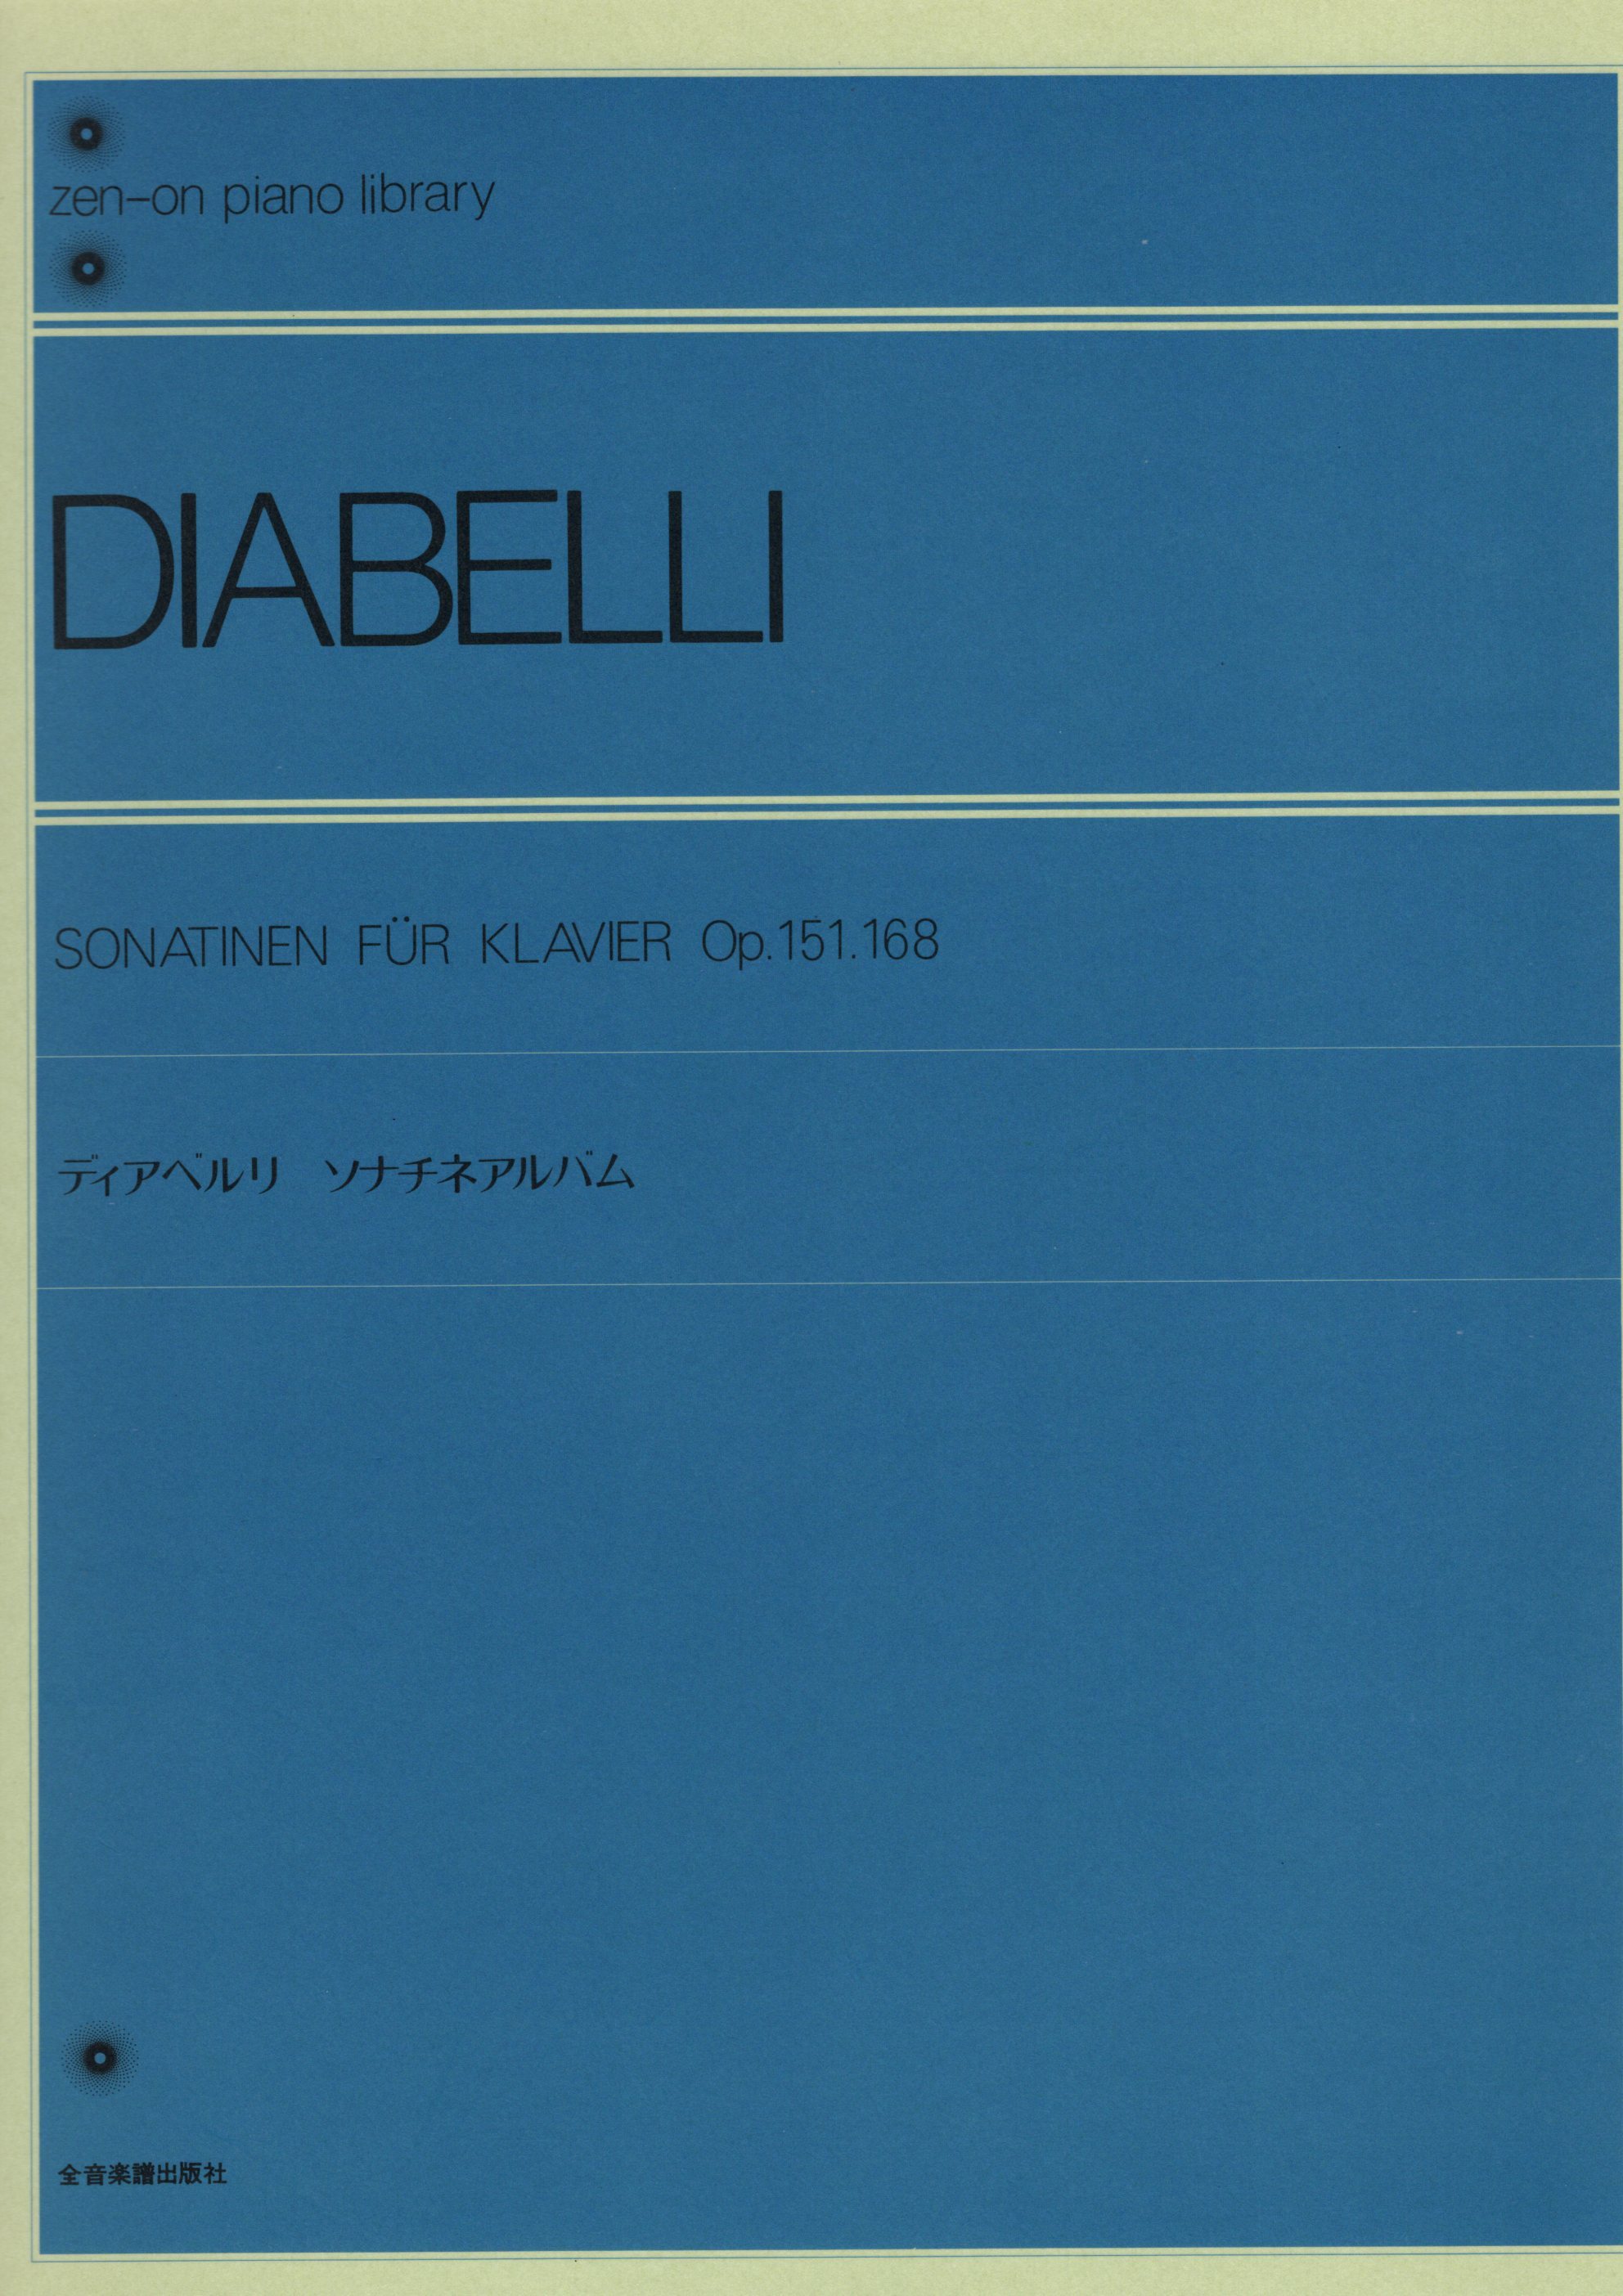 zen-on piano library
DIABELLI
SONATINEN FÜR KLAVIER Op.151.168
ディアベルリ ソナチネアルバム
全音楽譜出版社